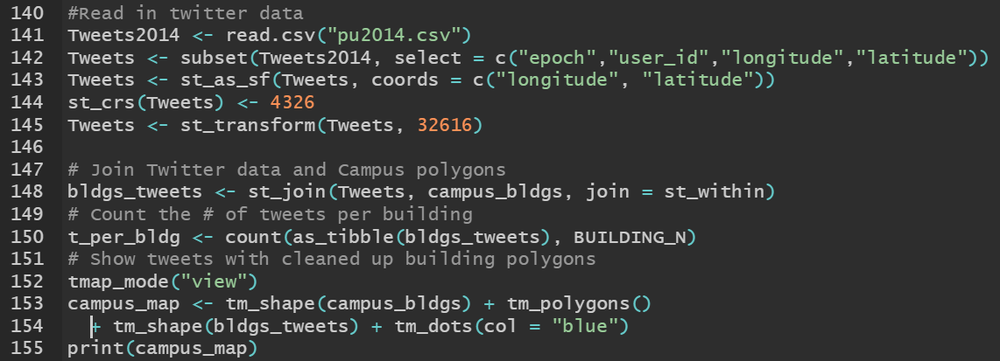 140 #Read in twitter data
141 Tweets2014 <- read.csv("pu2014.csv")
142 Tweets <- subset(Tweets2014, select = c("epoch","user_id","longitude","latitude"))
143 Tweets <- st_as_sf(Tweets, coords = c("longitude", "latitude"))
144 st_crs(Tweets) <- 4326
145 Tweets <- st_transform(Tweets, 32616)
146
147 # Join Twitter data and Campus polygons
148 bldgs_tweets <- st_join(Tweets, campus_bldgs, join = st_within)
149 # Count the # of tweets per building
150 t_per_bldg <- count(as_tibble(bldgs_tweets), BUILDING_N)
151 # Show tweets with cleaned up building polygons
152 tmap_mode("view")
153 campus_map <- tm_shape(campus_bldgs) + tm_polygons()
154   + tm_shape(bldgs_tweets) + tm_dots(col = "blue")
155 print(campus_map)